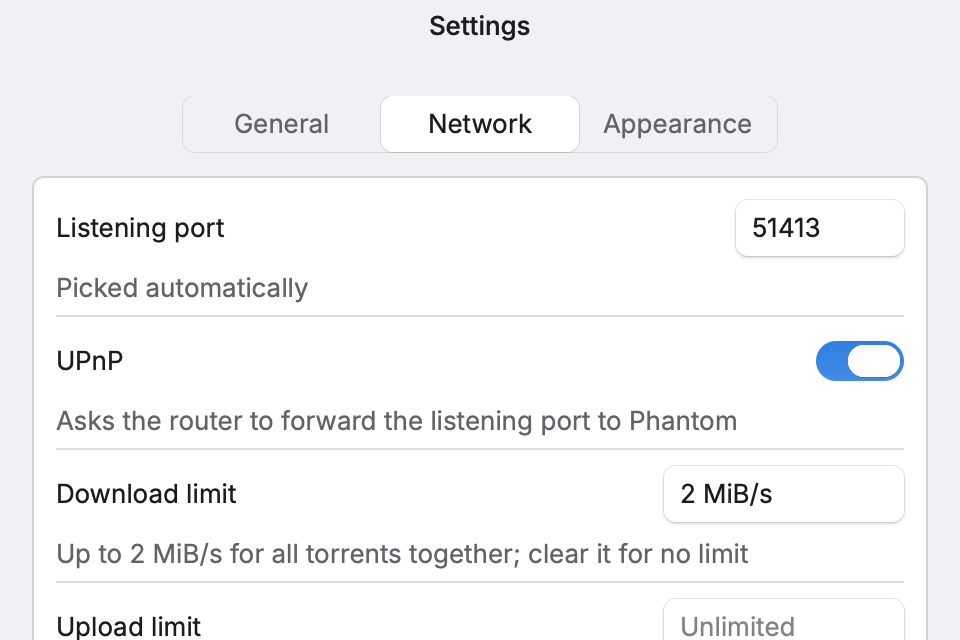 Settings
General
Network
Appearance
Listening port
51413
Picked automatically
UPnP
Asks the router to forward the listening port to Phantom
Download limit
2 MiB/s
Up to 2 MiB/s for all torrents together; clear it for no limit
Upload limit
Unlimited